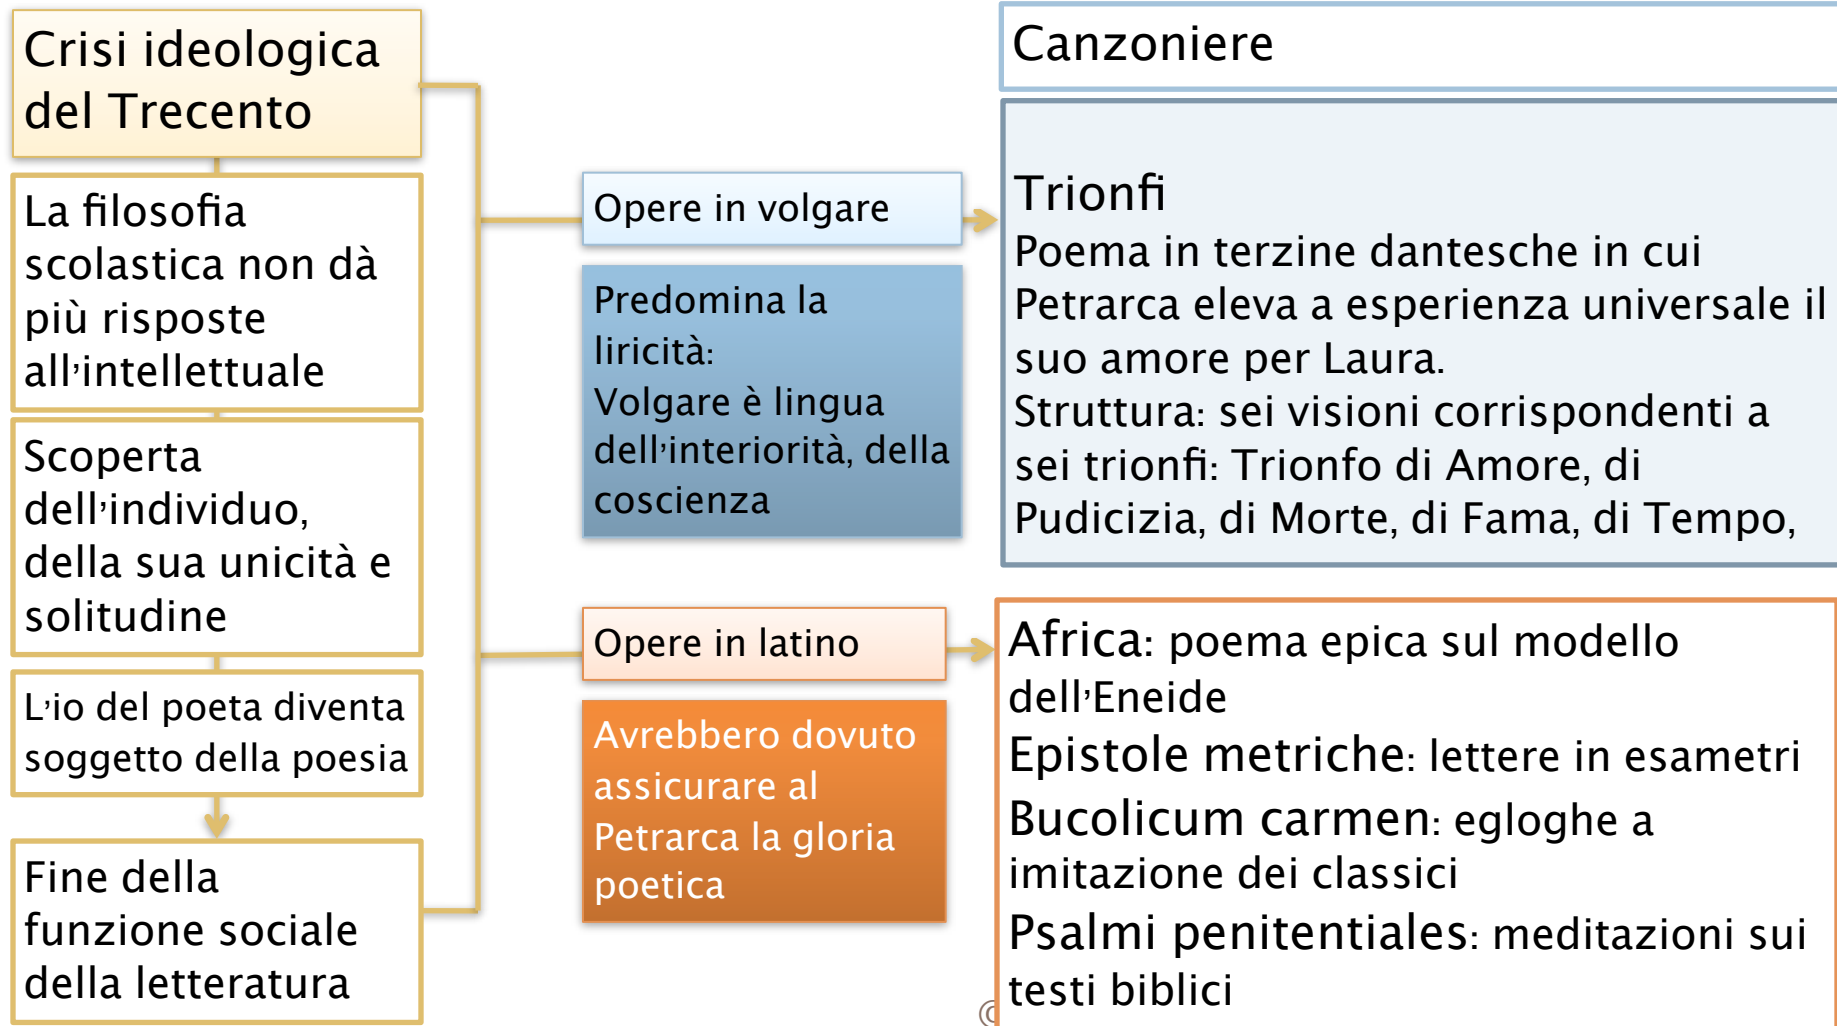 Crisi ideologica
del Trecento
La filosofia
scolastica non dà
più risposte
all'intellettuale
Scoperta
dell'individuo,
della sua unicità e
solitudine
L'io del poeta diventa
soggetto della poesia
Fine della
funzione sociale
della letteratura
Opere in volgare
Predomina la
liricità:
Volgare è lingua
dell'interiorità, della
coscienza
Opere in latino
Avrebbero dovuto
assicurare al
Petrarca la gloria
poetica
Canzoniere
Trionfi
Poema in terzine dantesche in cui
Petrarca eleva a esperienza universale il
suo amore per Laura.
Struttura: sei visioni corrispondenti a
sei trionfi: Trionfo di Amore, di
Pudicizia, di Morte, di Fama, di Tempo,
Africa: poema epica sul modello
dell'Eneide
Epistole metriche: lettere in esametri
Bucolicum carmen: egloghe a
imitazione dei classici
Psalmi penitentiales: meditazioni sui
testi biblici
©